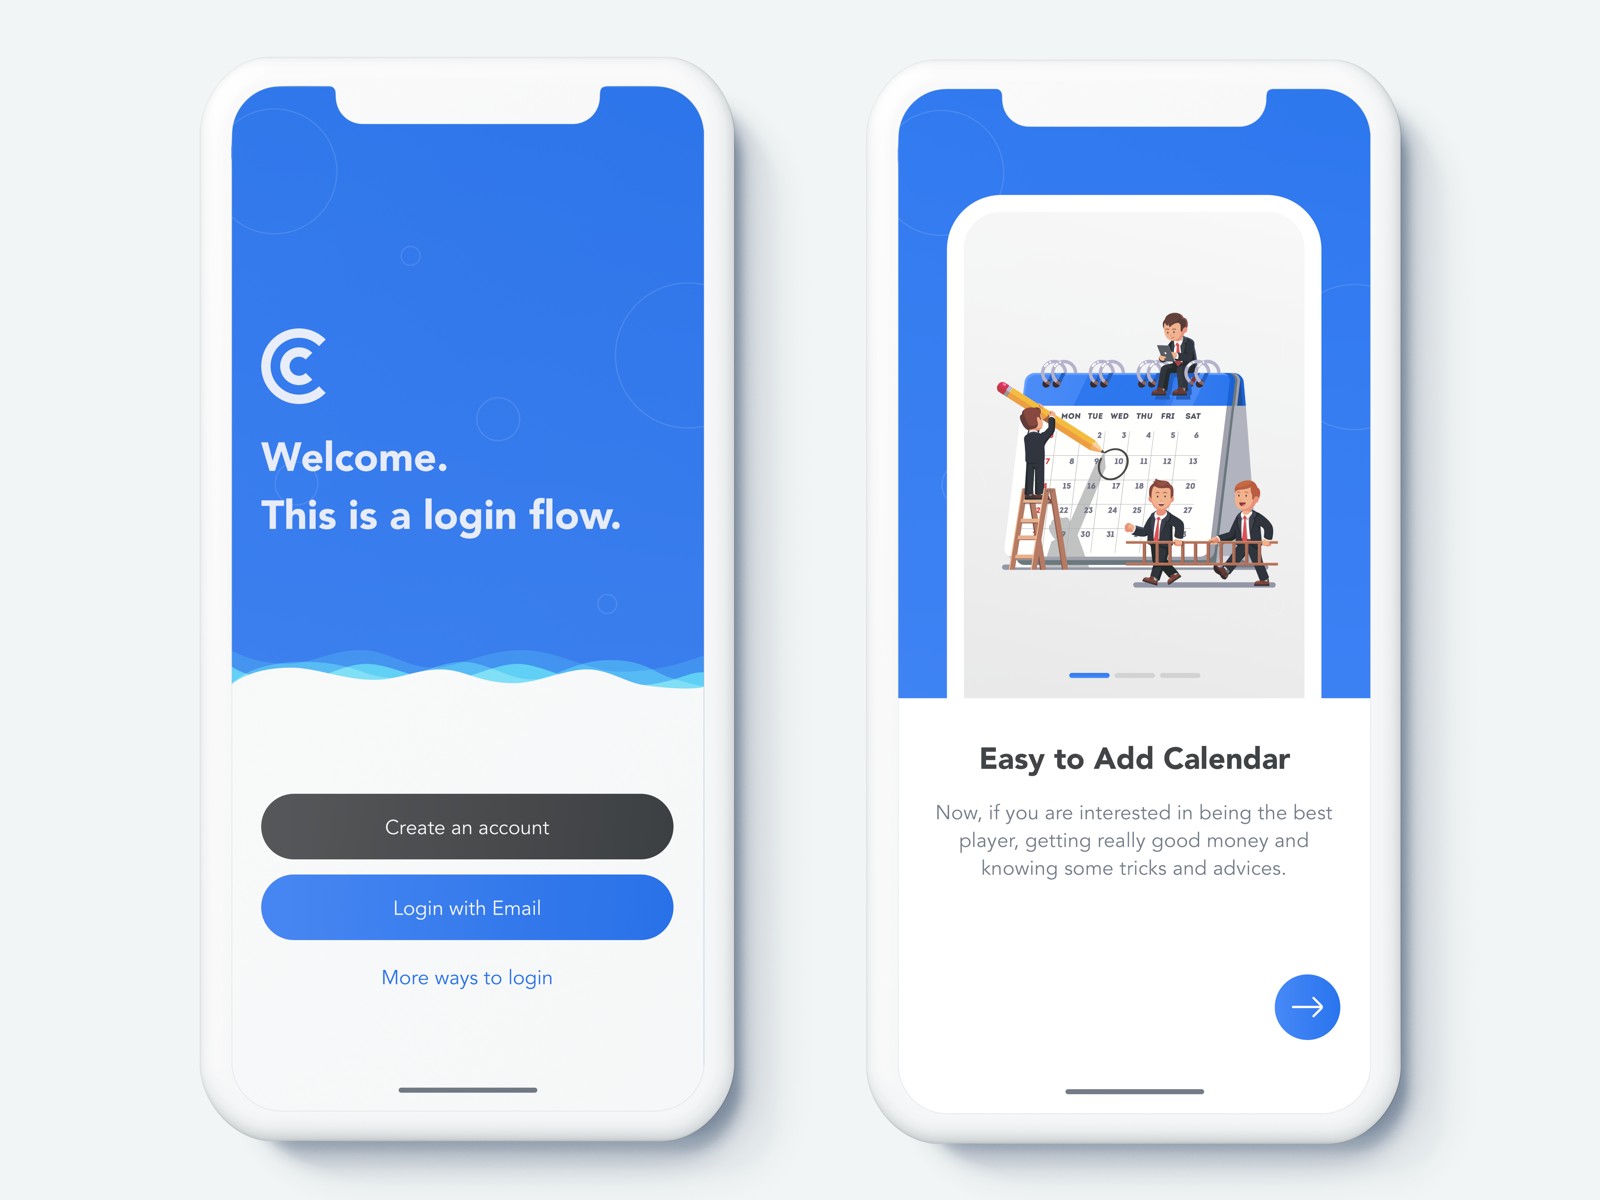 Welcome.
This is a login flow.
Create an account
Login with Email
More ways to login
MON TUE WED THU FRI SAT
2 3 4 5 6
7 8 9 10 11 12 13
15 16 17 18 20
22 23 24 25 27
30 31
Easy to Add Calendar
Now, if you are interested in being the best
player, getting really good money and
knowing some tricks and advices.